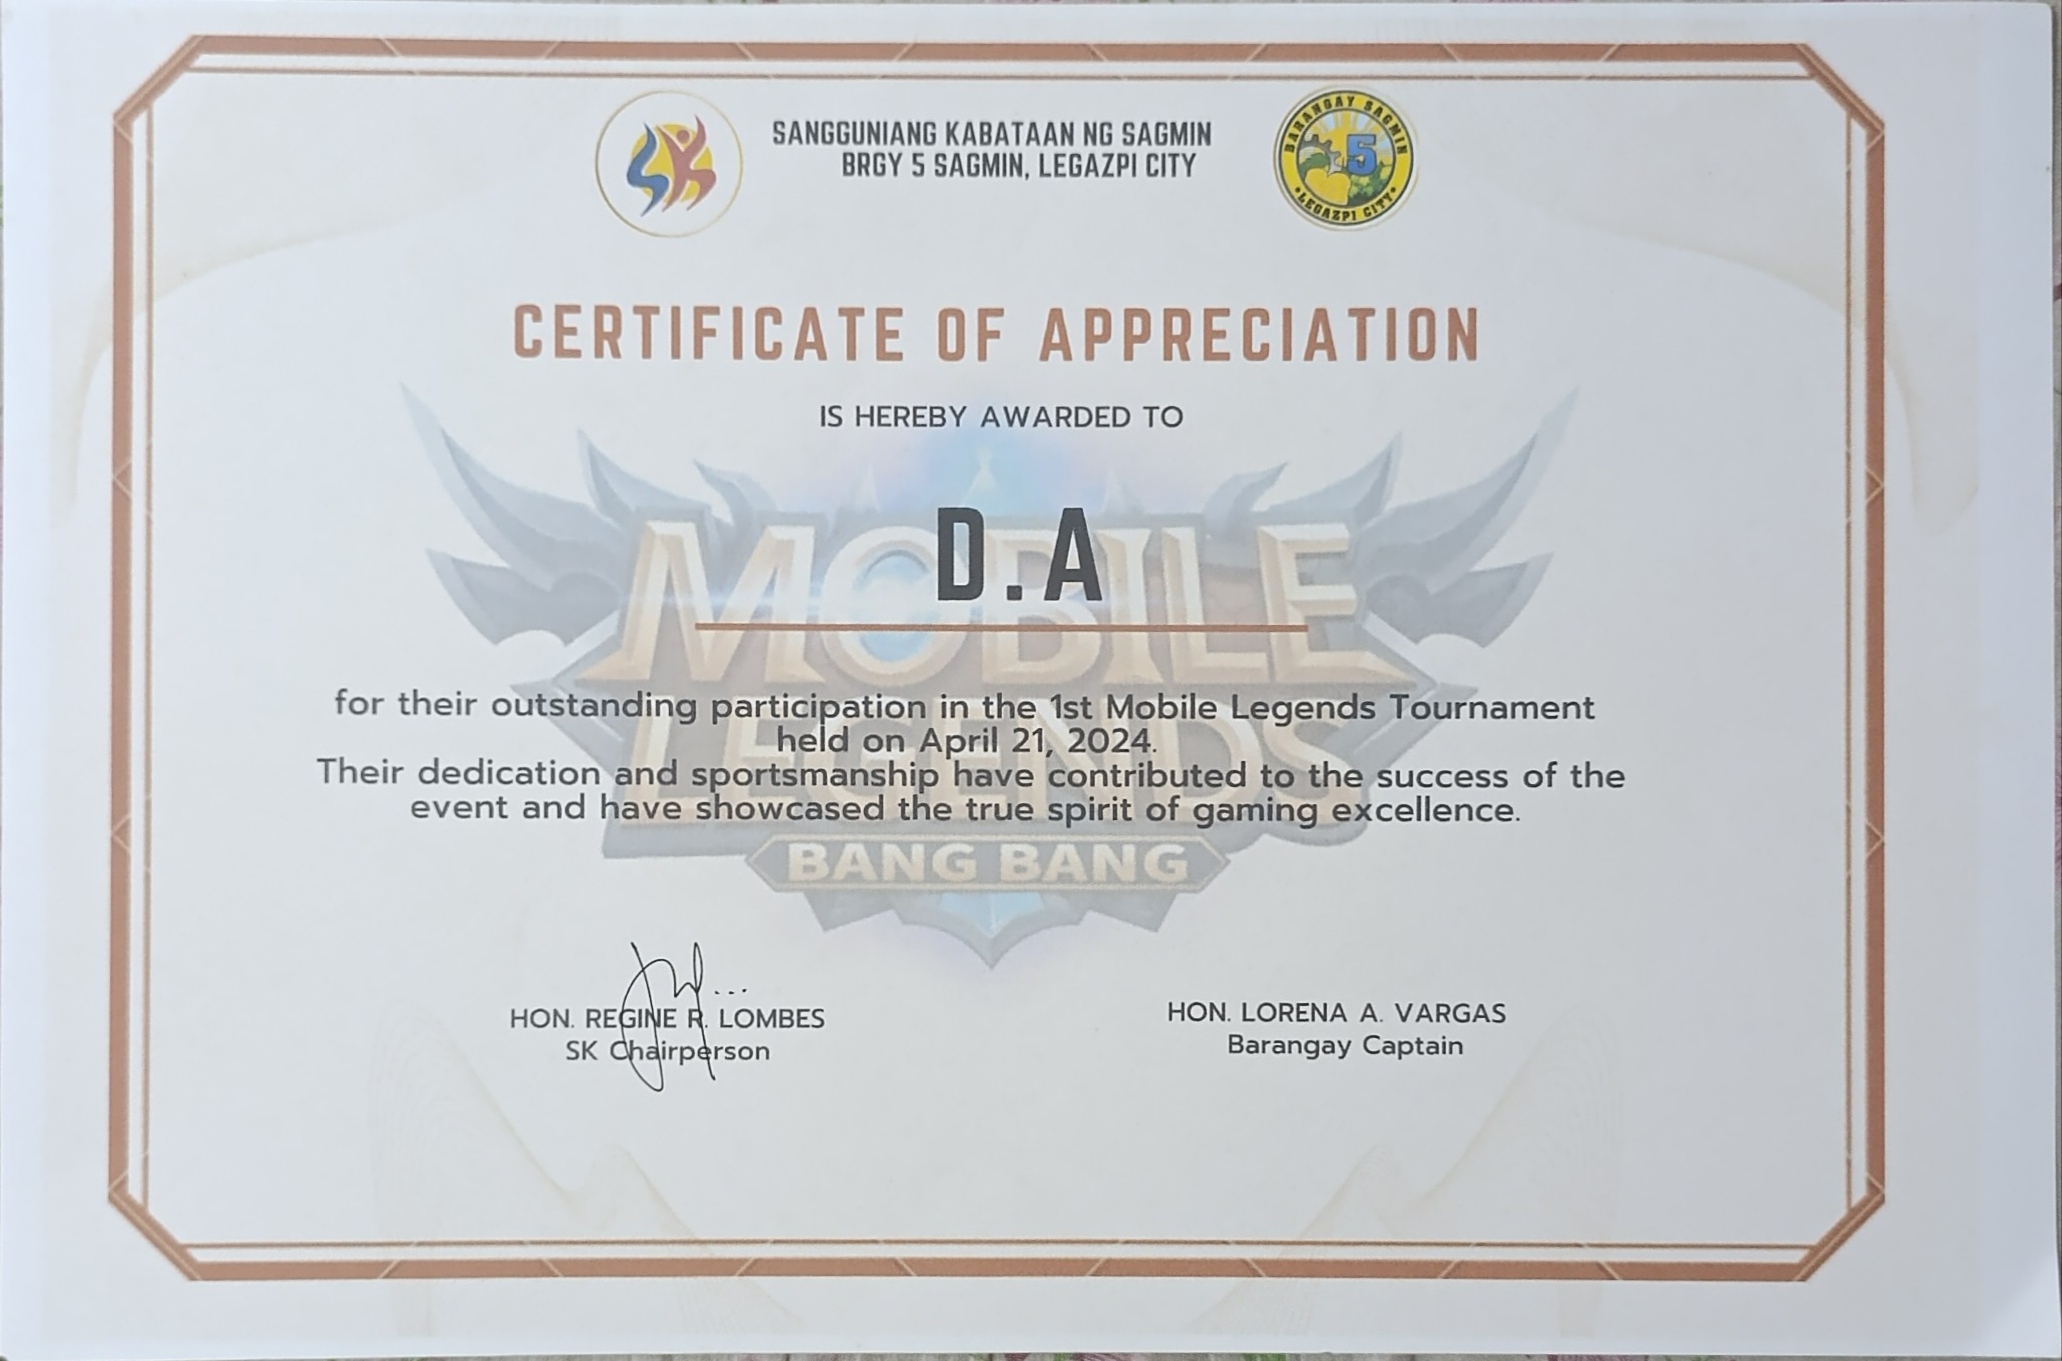 SANGGUNIANG KABATAAN NG SAGMIN
BRGY 5 SAGMIN, LEGAZPI CITY
BARANGAY SAGMIN
5
LEGAZPI CITY
CERTIFICATE OF APPRECIATION
IS HEREBY AWARDED TO
D.A
MOBILE
LEGENDS
BANG BANG
for their outstanding participation in the 1st Mobile Legends Tournament
held on April 21, 2024.
Their dedication and sportsmanship have contributed to the success of the
event and have showcased the true spirit of gaming excellence.
HON. REGINE R. LOMBES
SK Chairperson
HON. LORENA A. VARGAS
Barangay Captain